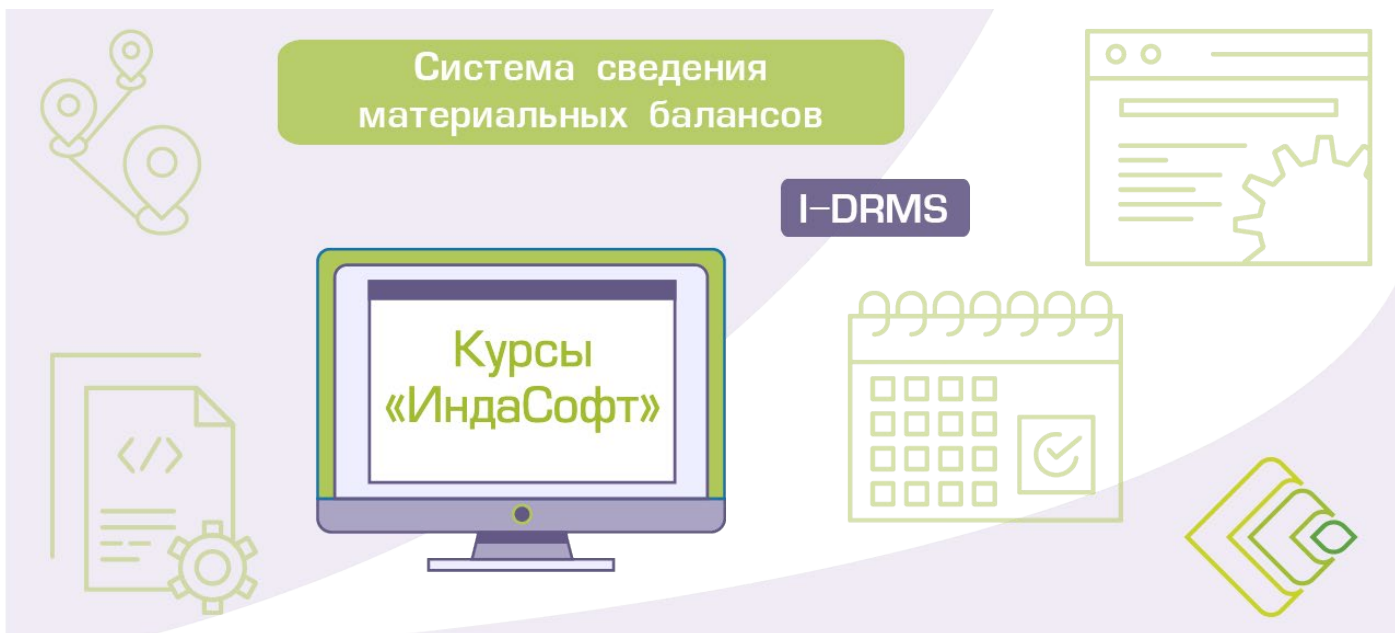 Система сведения
материальных балансов
I-DRMS
Курсы
«ИндаСофт»
</>